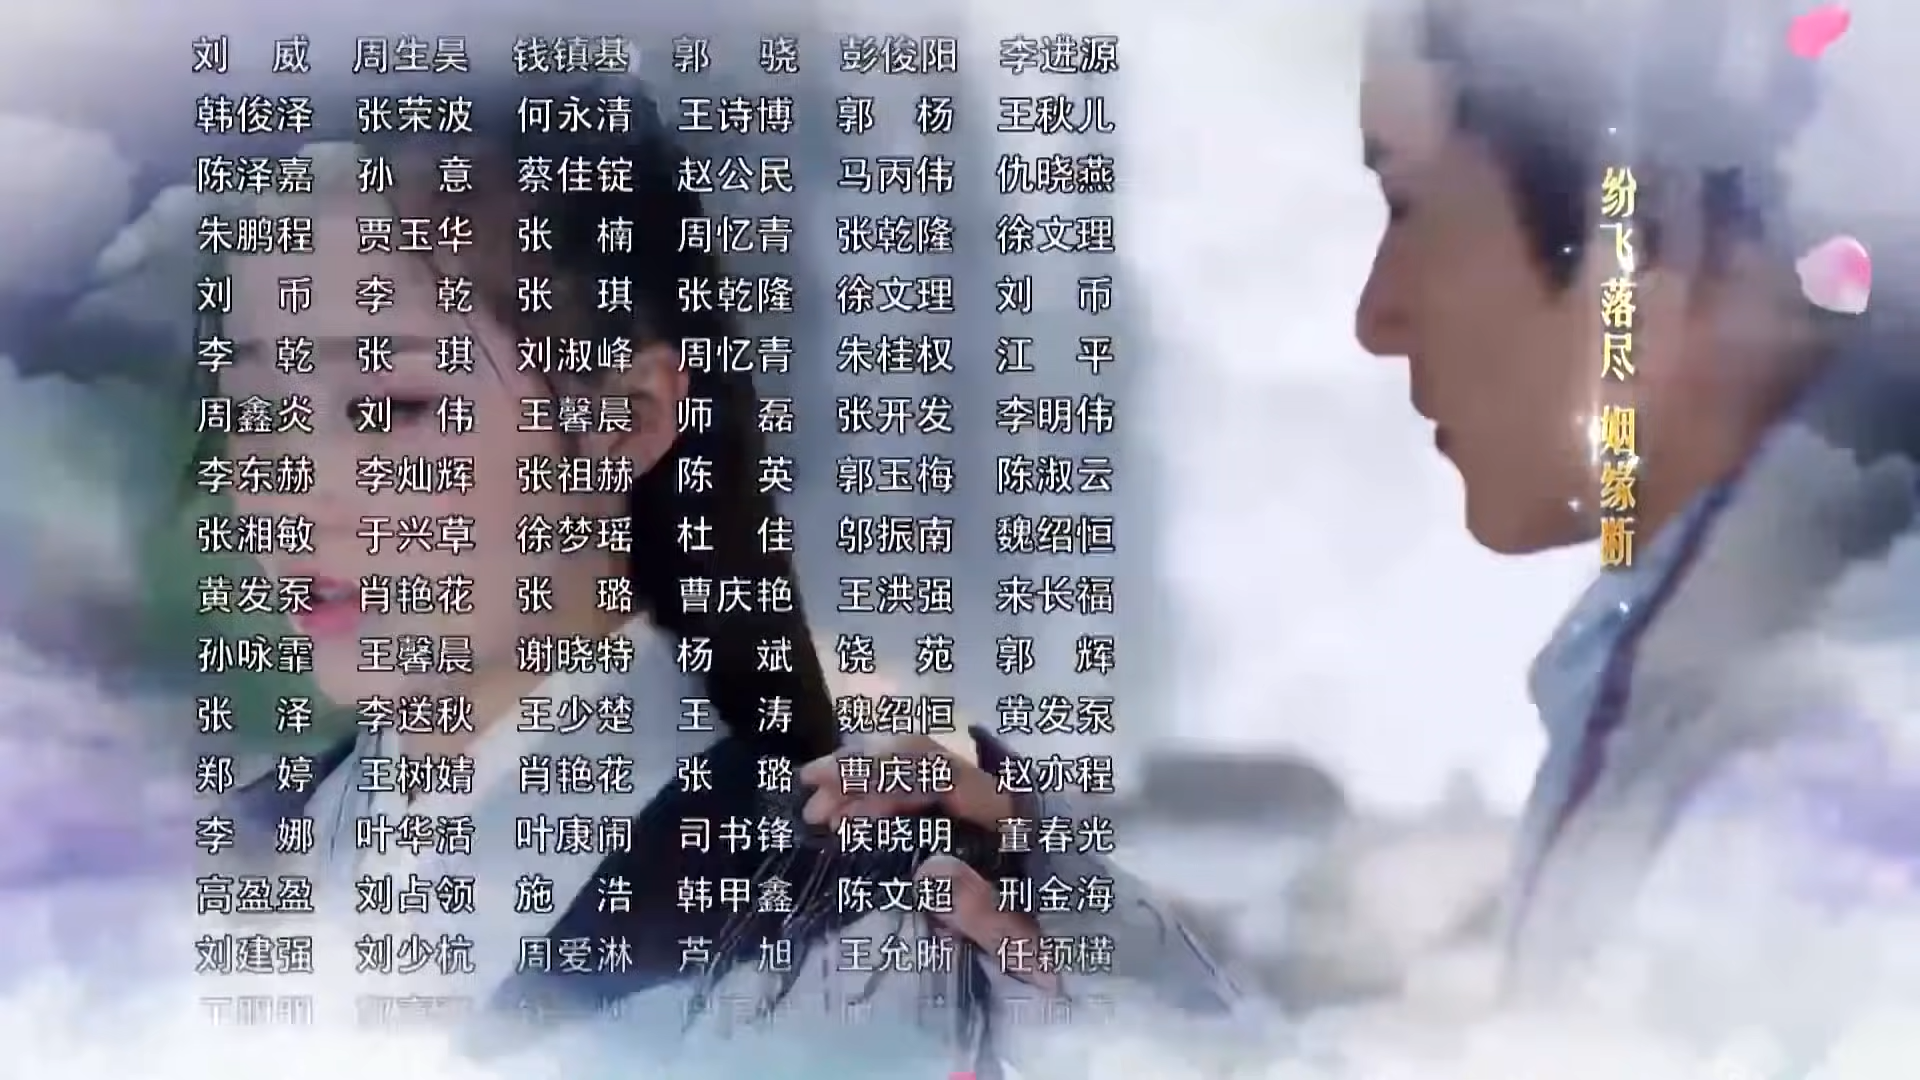 刘　威　周生昊　钱镇基　郭　骁　彭俊阳　李进源
韩俊泽　张荣波　何永清　王诗博　郭　杨　王秋儿
陈泽嘉　孙　意　蔡佳锭　赵公民　马丙伟　仇晓燕
朱鹏程　贾玉华　张　楠　周忆青　张乾隆　徐文理
刘　币　李　乾　张　琪　张乾隆　徐文理　刘　币
李　乾　张　琪　刘淑峰　周忆青　朱桂权　江　平
周鑫炎　刘　伟　王馨晨　师　磊　张开发　李明伟
李东赫　李灿辉　张祖赫　陈　英　郭玉梅　陈淑云
张湘敏　于兴草　徐梦瑶　杜　佳　邬振南　魏绍恒
黄发泵　肖艳花　张　璐　曹庆艳　王洪强　来长福
孙咏霏　王馨晨　谢晓特　杨　斌　饶　苑　郭　辉
张　泽　李送秋　王少楚　王　涛　魏绍恒　黄发泵
郑　婷　王树婧　肖艳花　张　璐　曹庆艳　赵亦程
李　娜　叶华活　叶康闹　司书锋　候晓明　董春光
高盈盈　刘占领　施　浩　韩甲鑫　陈文超　刑金海
刘建强　刘少杭　周爱淋　芦　旭　王允晰　任颖横
纷飞落尽 姻缘断